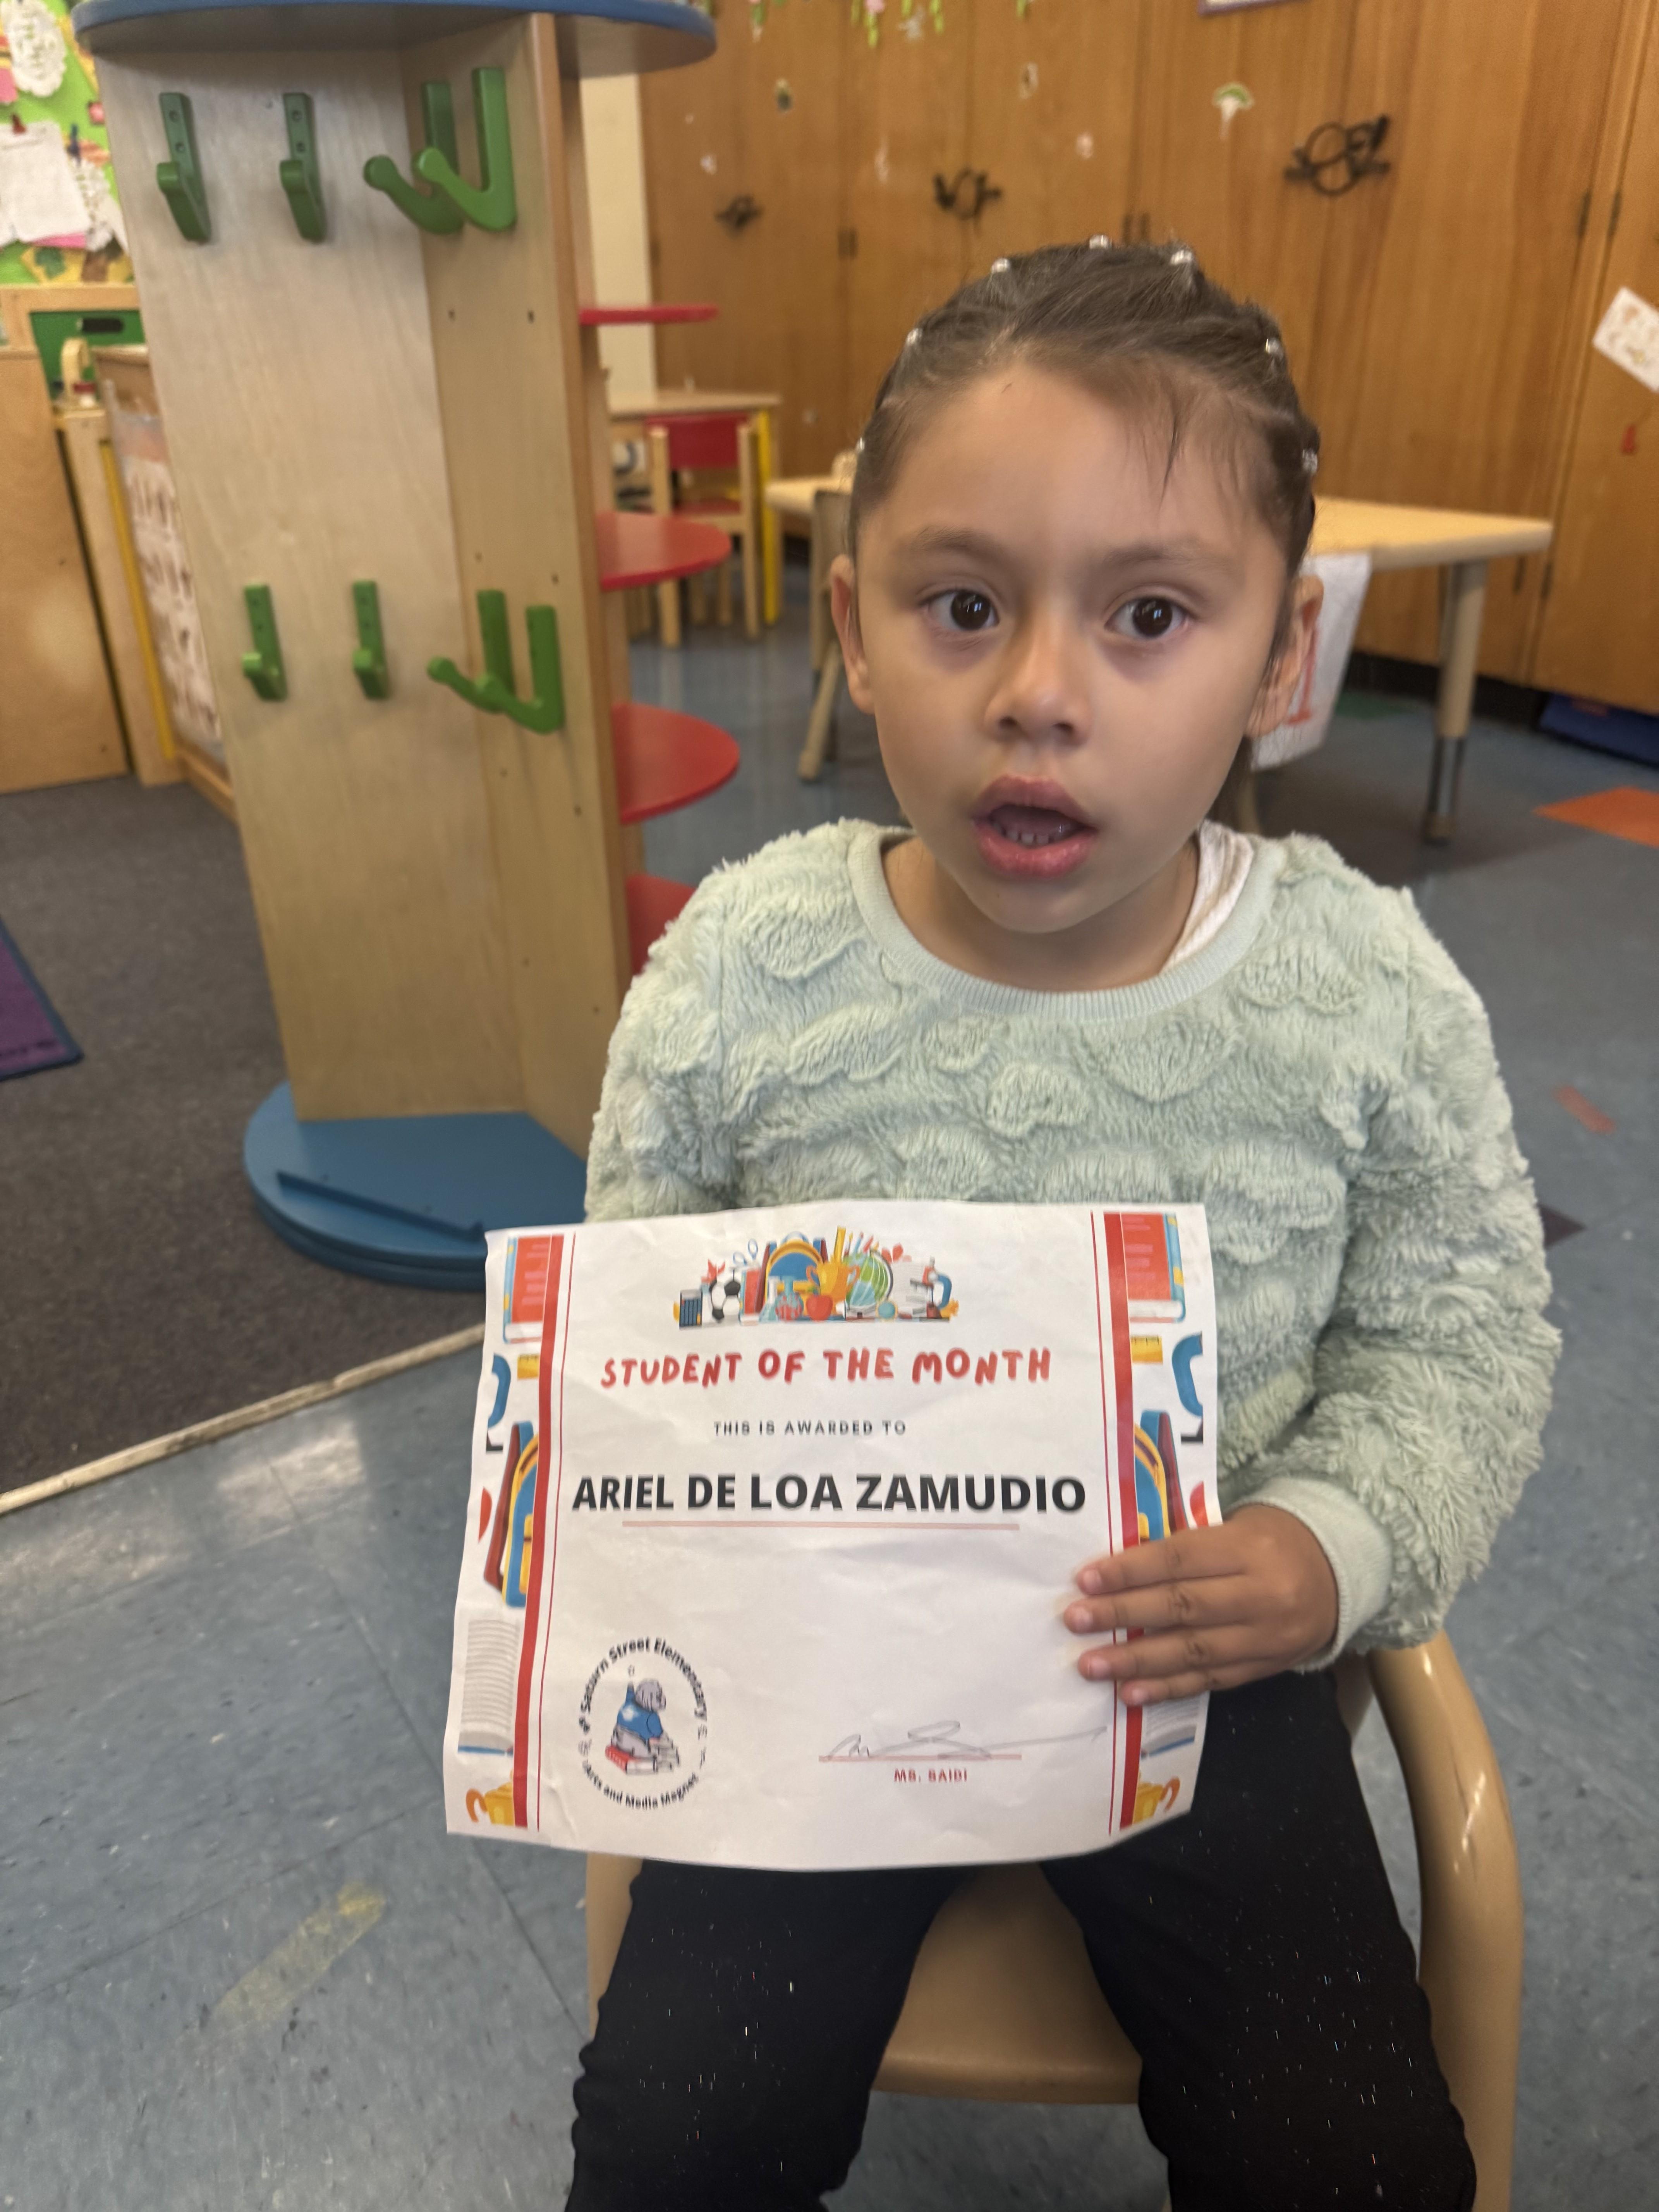 STUDENT OF THE MONTH
THIS IS AWARDED TO
ARIEL DE LOA ZAMUDIO
Saturn Street Elementary
Arts and Media Magnet
MS. SAIDI